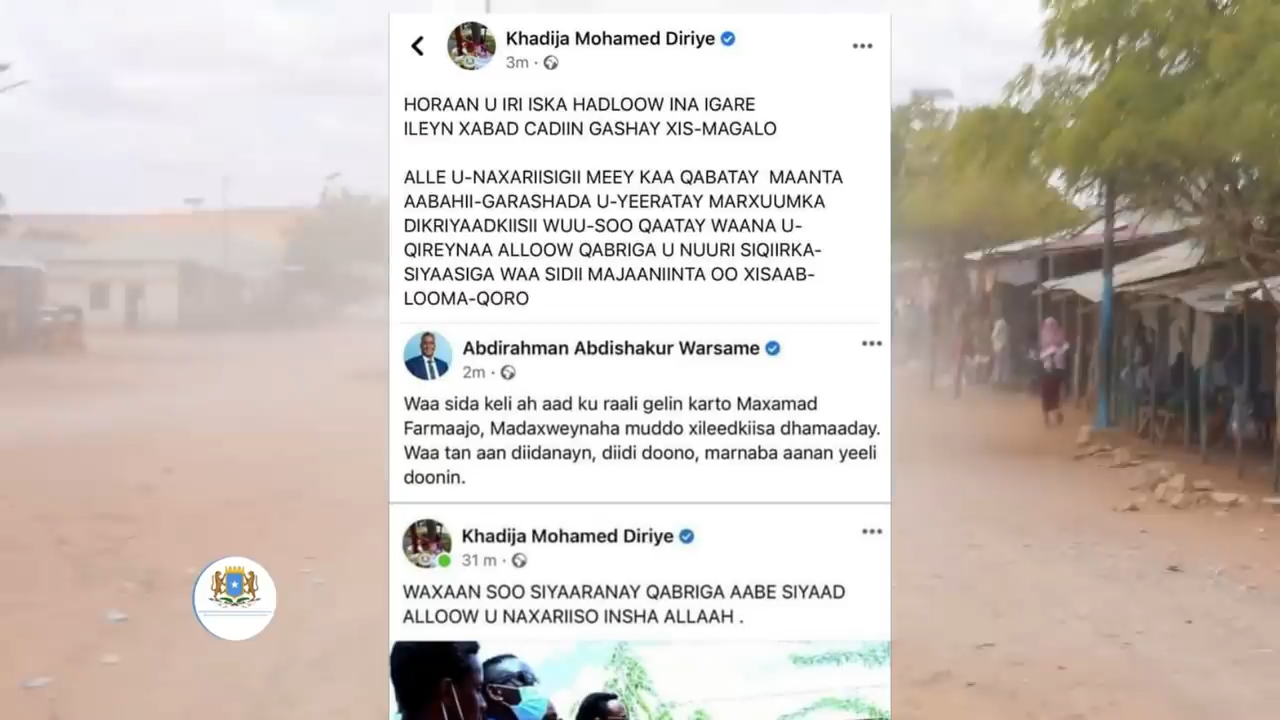 Khadija Mohamed Diriye
3m ·
HORAAN U IRI ISKA HADLOOW INA IGARE
ILEYN XABAD CADIIN GASHAY XIS-MAGALO
ALLE U-NAXARIISIGII MEEY KAA QABATAY MAANTA
AABAHII-GARASHADA U-YEERATAY MARXUUMKA
DIKRIYAADKIISII WUU-SOO QAATAY WAANA U-
QIREYNAA ALLOOW QABRIGA U NUURI SIQIIRKA-
SIYAASIGA WAA SIDII MAJAANIINTA OO XISAAB-
LOOMA-QORO
Abdirahman Abdishakur Warsame
2m ·
Waa sida keli ah aad ku raali gelin karto Maxamad
Farmaajo, Madaxweynaha muddo xileedkiisa dhamaaday.
Waa tan aan diidanayn, diidi doono, marnaba aanan yeeli
doonin.
Khadija Mohamed Diriye
31 m ·
WAXAAN SOO SIYAARANAY QABRIGA AABE SIYAAD
ALLOOW U NAXARIISO INSHA ALLAAH .